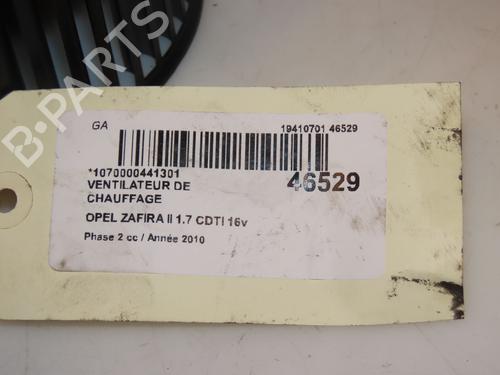 B-PARTS
GA 19410701 46529
*1070000441301
46529
VENTILATEUR DE
CHAUFFAGE
OPEL ZAFIRA II 1.7 CDTI 16v
Phase 2 cc / Année 2010